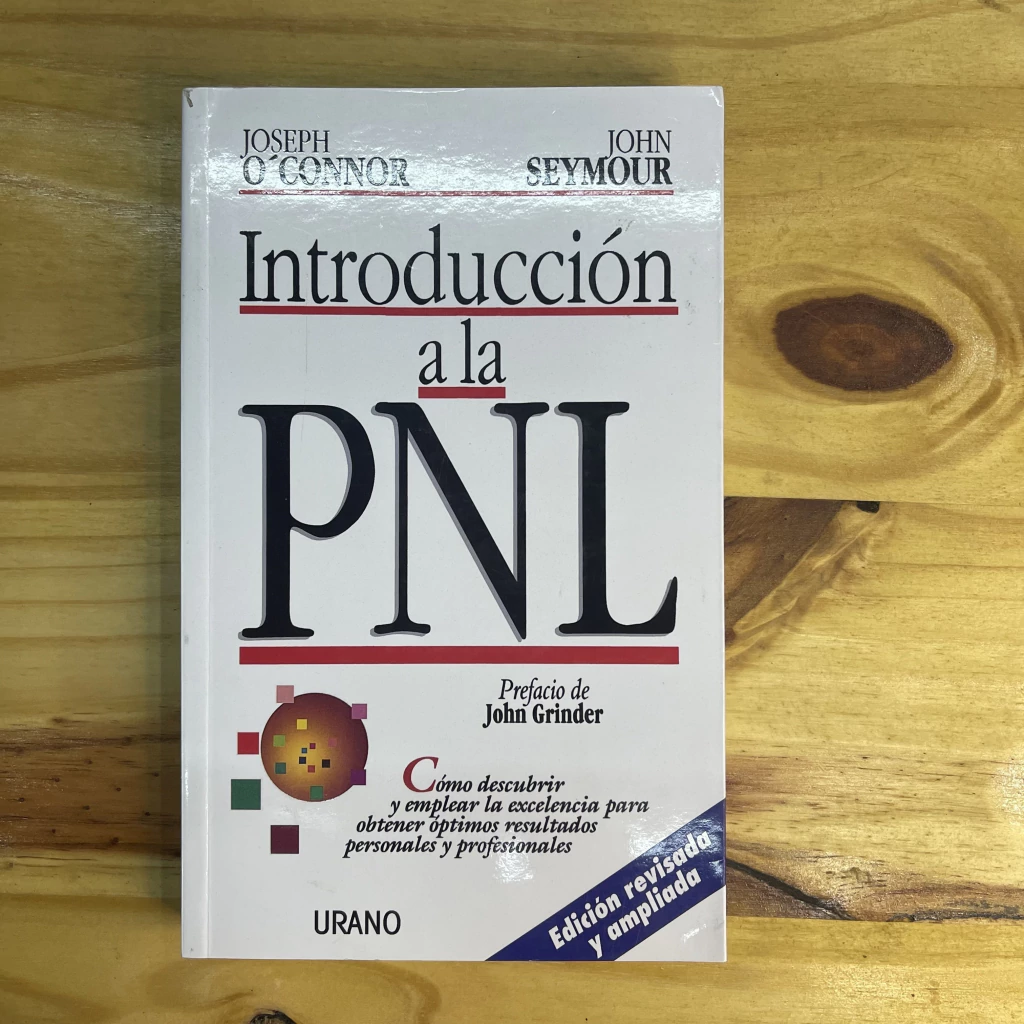 JOSEPH
O´CONNOR
JOHN
SEYMOUR
Introducción
a la
PNL
Prefacio de
John Grinder
Cómo descubrir
y emplear la excelencia para
obtener óptimos resultados
personales y profesionales
Edición revisada
y ampliada
URANO